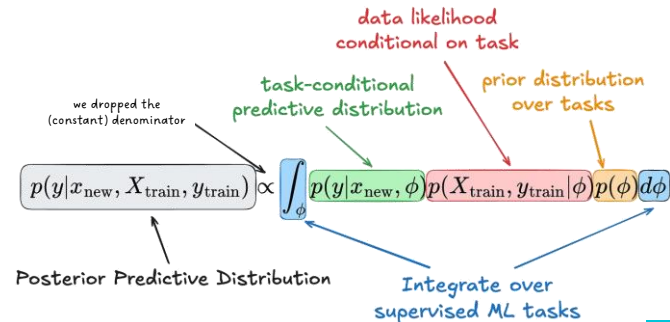 data likelihood
conditional on task
task-conditional
predictive distribution
prior distribution
over tasks
we dropped the
(constant) denominator
p(y|x_new, X_train, y_train) ∝ ∫_ϕ p(y|x_new, ϕ)p(X_train, y_train|ϕ)p(ϕ)dϕ
Posterior Predictive Distribution
Integrate over
supervised ML tasks